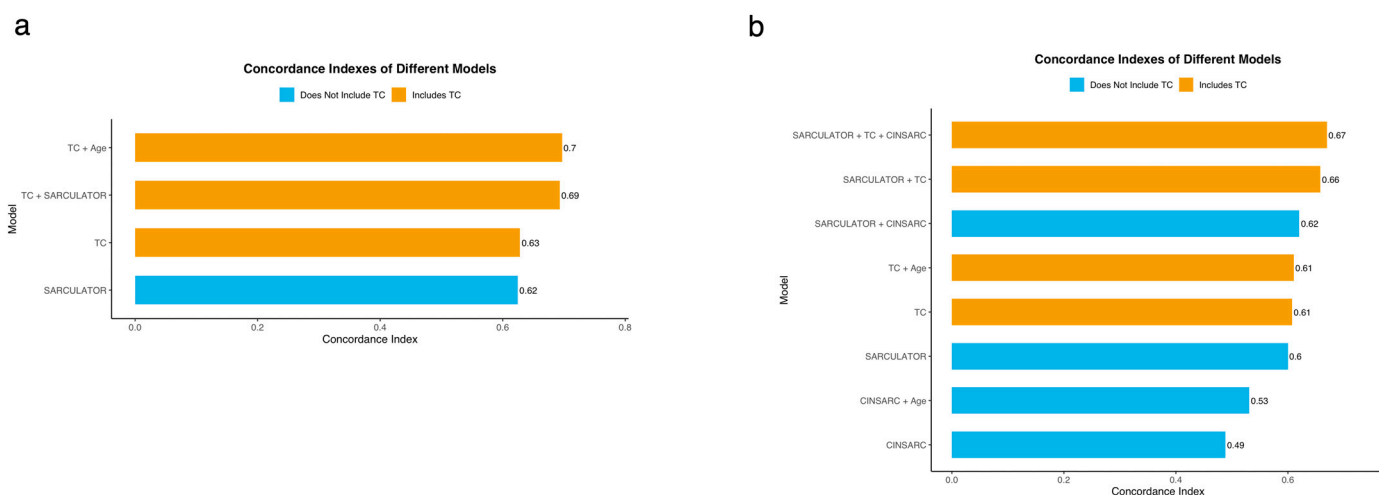 a
Concordance Indexes of Different Models
Does Not Include TC Includes TC
Model
TC + Age 0.7
TC + SARCULATOR 0.69
TC 0.63
SARCULATOR 0.62
0.0 0.2 0.4 0.6 0.8
Concordance Index
b
Concordance Indexes of Different Models
Does Not Include TC Includes TC
Model
SARCULATOR + TC + CINSARC 0.67
SARCULATOR + TC 0.66
SARCULATOR + CINSARC 0.62
TC + Age 0.61
TC 0.61
SARCULATOR 0.6
CINSARC + Age 0.53
CINSARC 0.49
0.0 0.2 0.4 0.6
Concordance Index